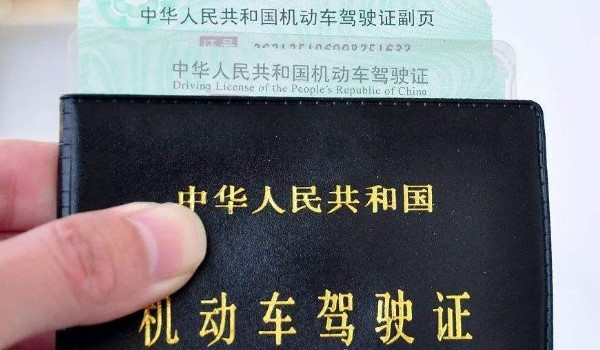 中华人民共和国机动车驾驶证副页
证号
中华人民共和国机动车驾驶证
Driving License of the People's Republic of China
中华人民共和国
机动车驾驶证